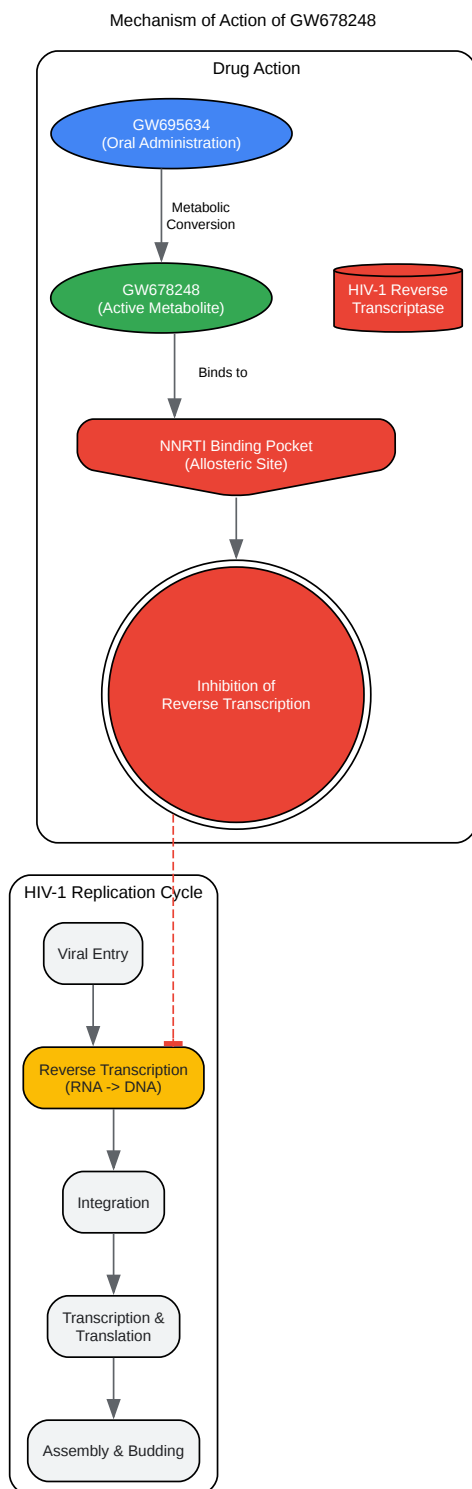 Mechanism of Action of GW678248
Drug Action
GW695634
(Oral Administration)
Metabolic
Conversion
GW678248
(Active Metabolite)
HIV-1 Reverse
Transcriptase
Binds to
NNRTI Binding Pocket
(Allosteric Site)
Inhibition of
Reverse Transcription
HIV-1 Replication Cycle
Viral Entry
Reverse Transcription
(RNA -> DNA)
Integration
Transcription &
Translation
Assembly & Budding